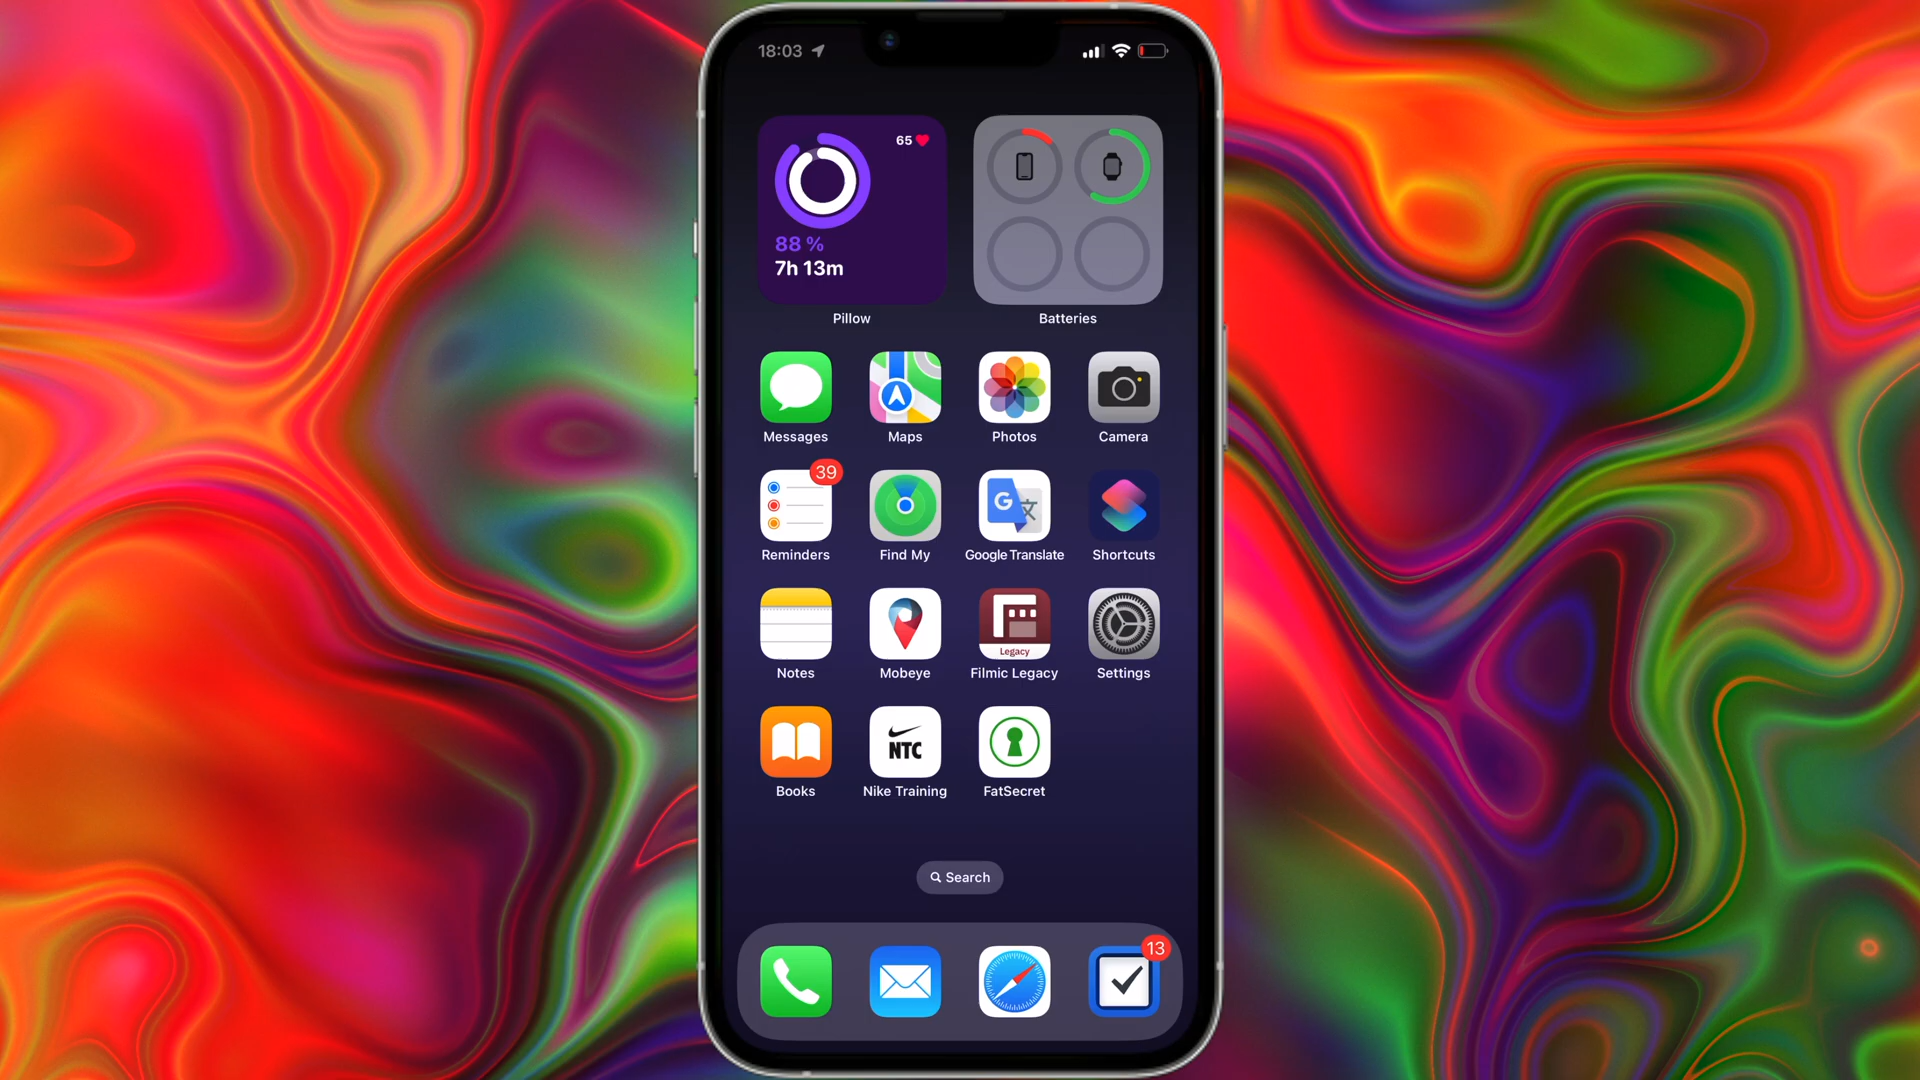 18:03
65
88 %
7h 13m
Pillow
Batteries
Messages
Maps
Photos
Camera
39
G 文
Reminders
Find My
Google Translate
Shortcuts
Legacy
Notes
Mobeye
Filmic Legacy
Settings
NTC
Books
Nike Training
FatSecret
Search
13